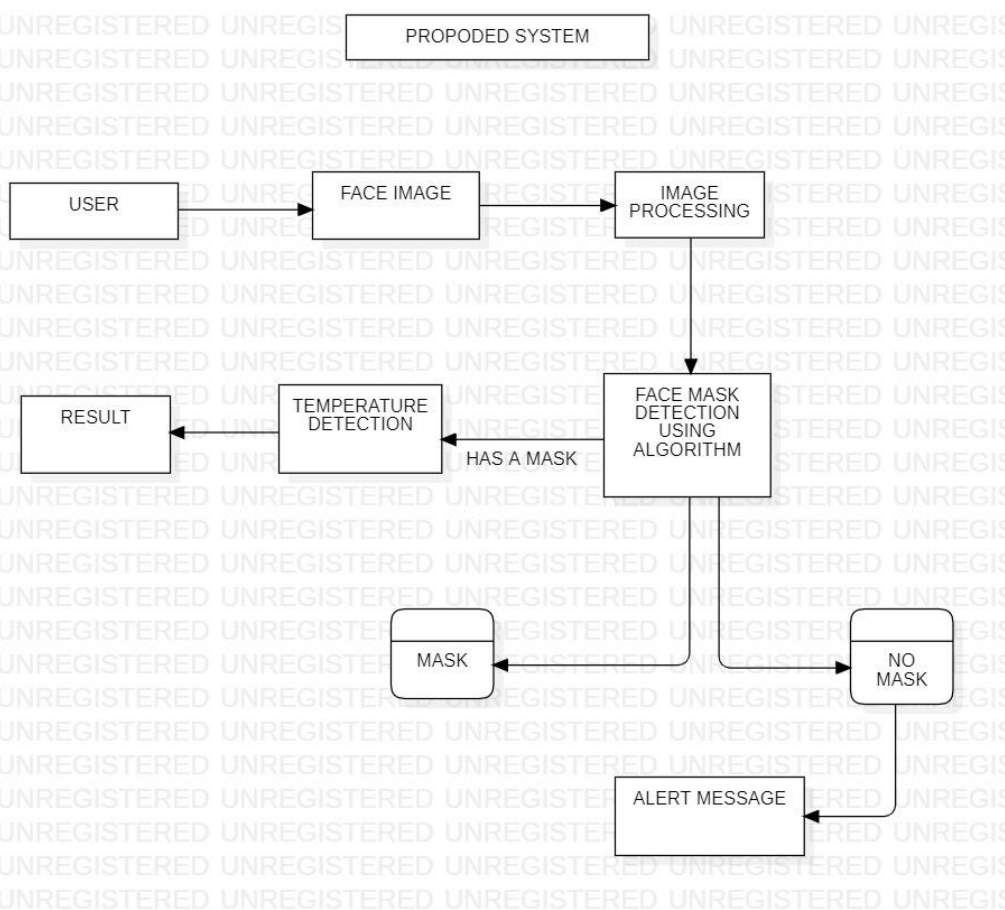 PROPODED SYSTEM
USER
FACE IMAGE
IMAGE
PROCESSING
RESULT
TEMPERATURE
DETECTION
HAS A MASK
FACE MASK
DETECTION
USING
ALGORITHM
MASK
NO
MASK
ALERT MESSAGE
UNREGISTERED